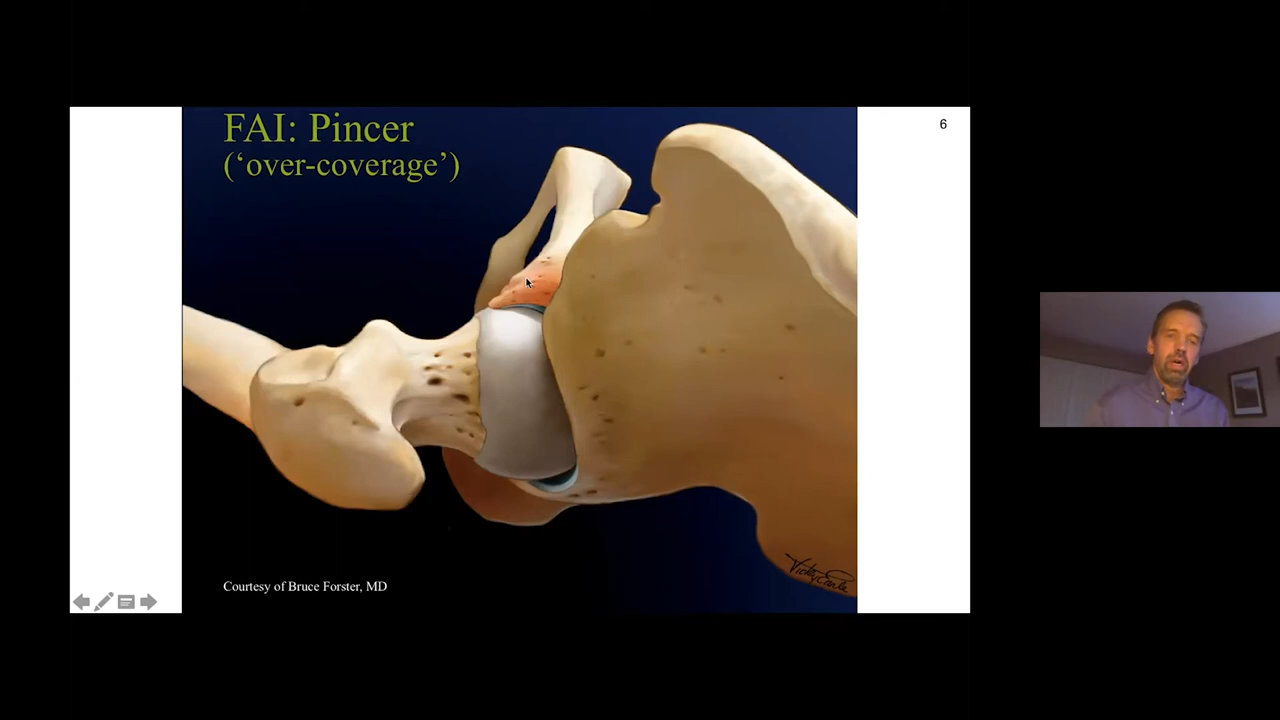 FAI: Pincer
(‘over-coverage’)
6
Courtesy of Bruce Forster, MD